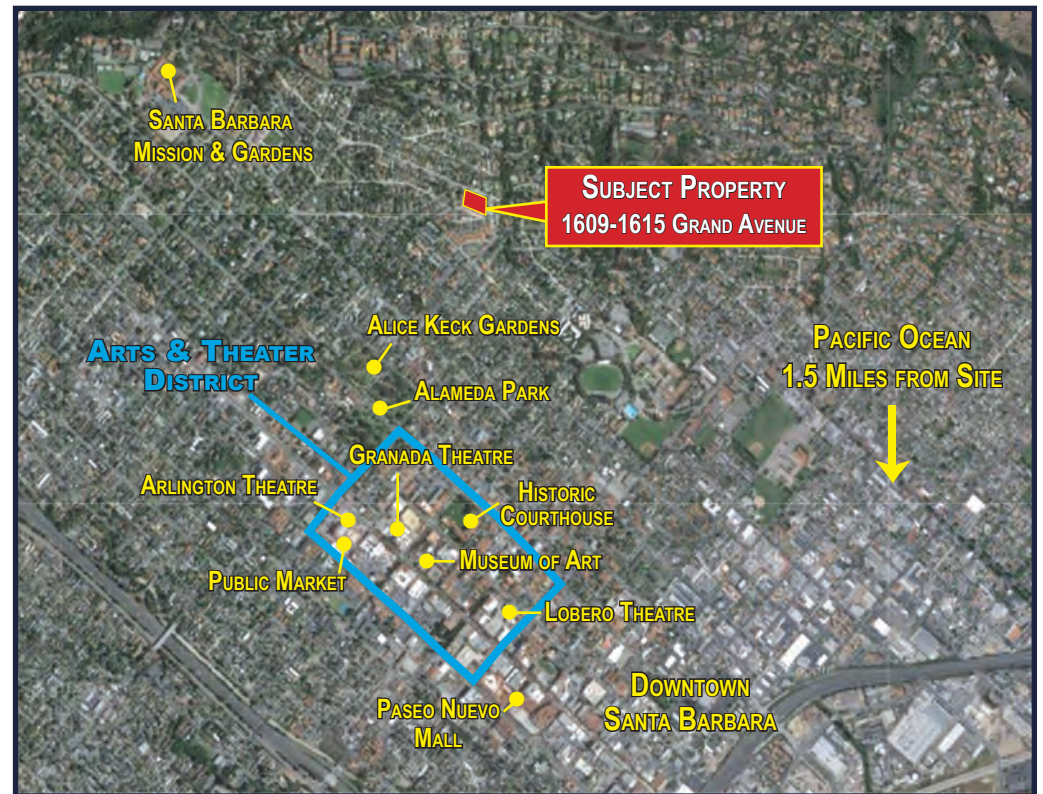 Santa Barbara
Mission & Gardens
Subject Property
1609-1615 Grand Avenue
Alice Keck Gardens
Pacific Ocean
1.5 Miles from Site
Arts & Theater
District
Alameda Park
Granada Theatre
Arlington Theatre
Historic
Courthouse
Museum of Art
Public Market
Lobero Theatre
Downtown
Santa Barbara
Paseo Nuevo
Mall